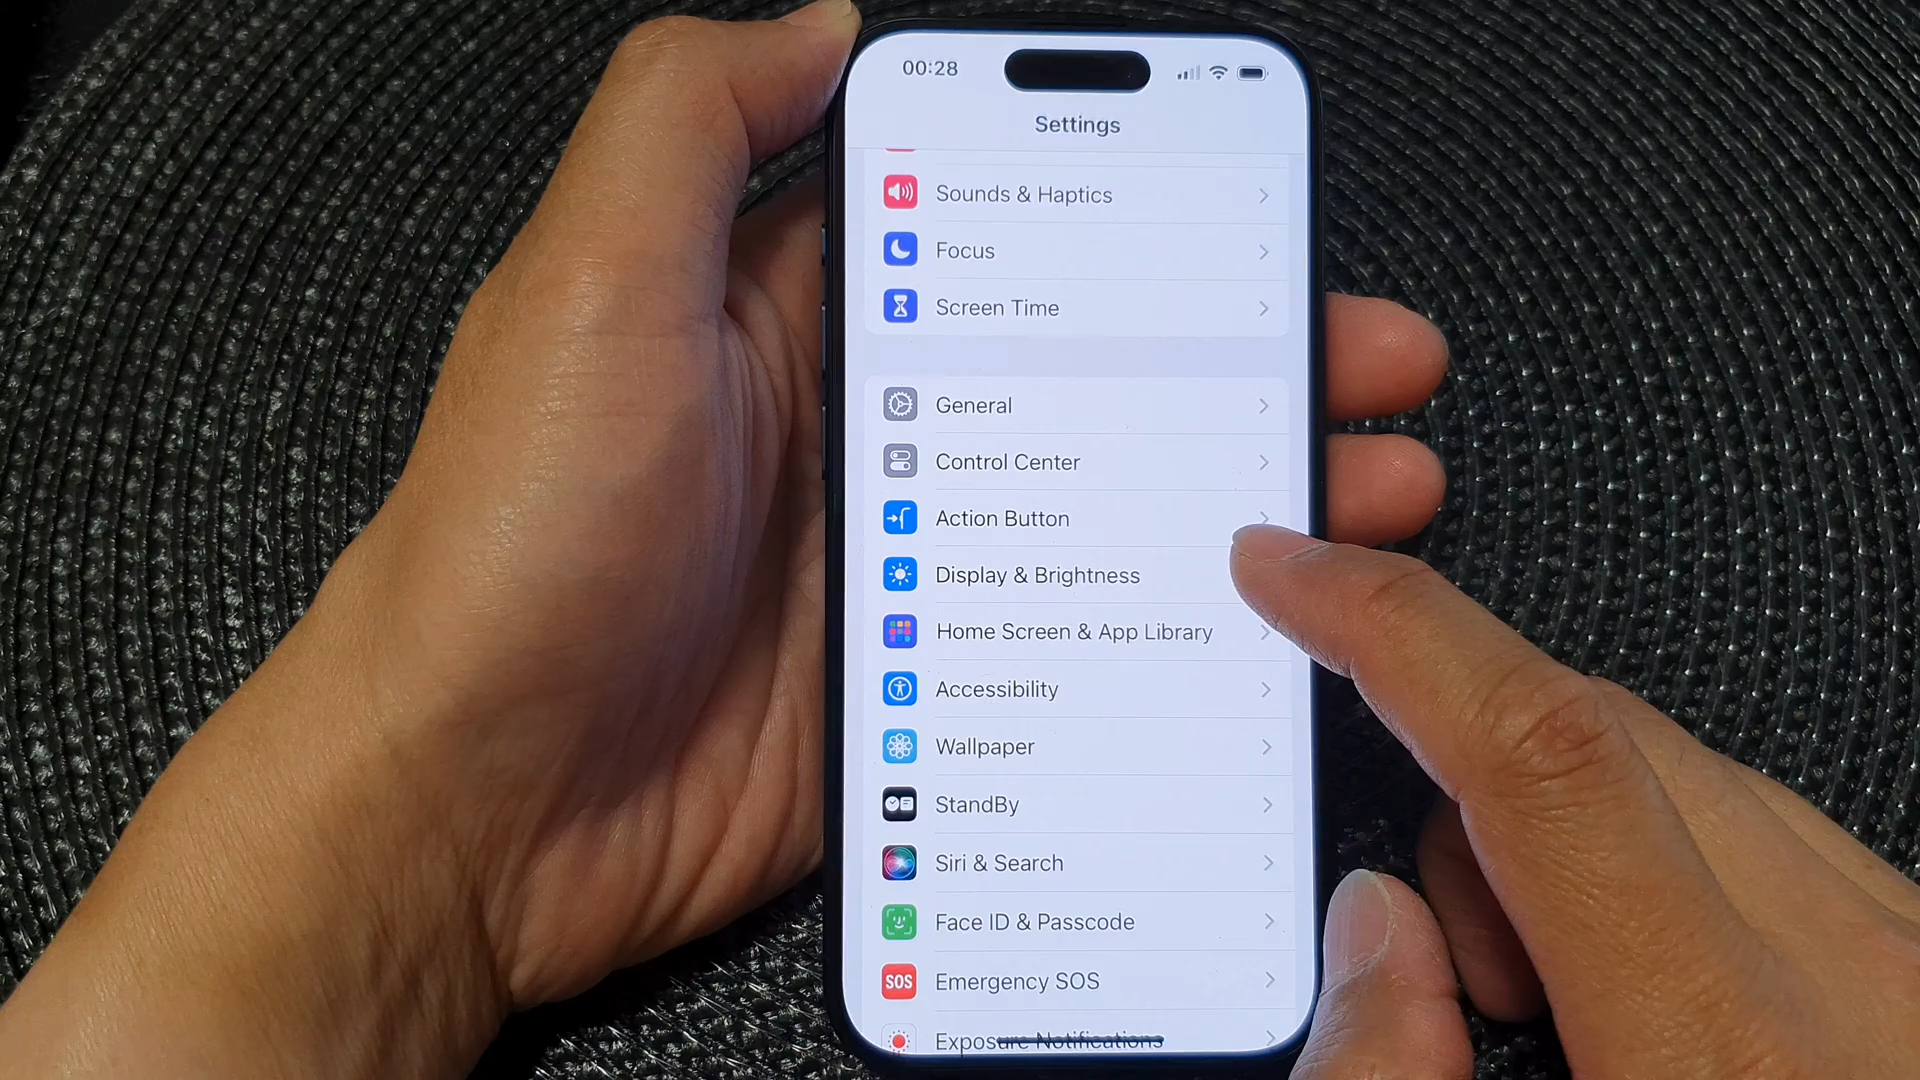 00:28
Settings
Sounds & Haptics
Focus
Screen Time
General
Control Center
Action Button
Display & Brightness
Home Screen & App Library
Accessibility
Wallpaper
StandBy
Siri & Search
Face ID & Passcode
SOS Emergency SOS
Exposure Notifications